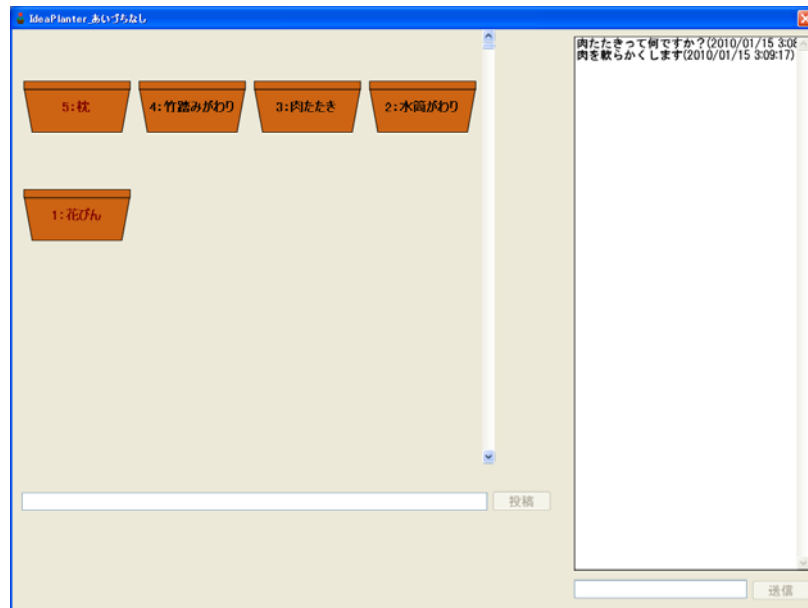 IdeaPlanter_あいづちなし
5:枕
4:竹踏みがわり
3:肉たたき
2:水筒がわり
1:花びん
投稿
肉たたきって何ですか？(2010/01/15 3:08
肉を軟らかくします(2010/01/15 3:09:17)
送信